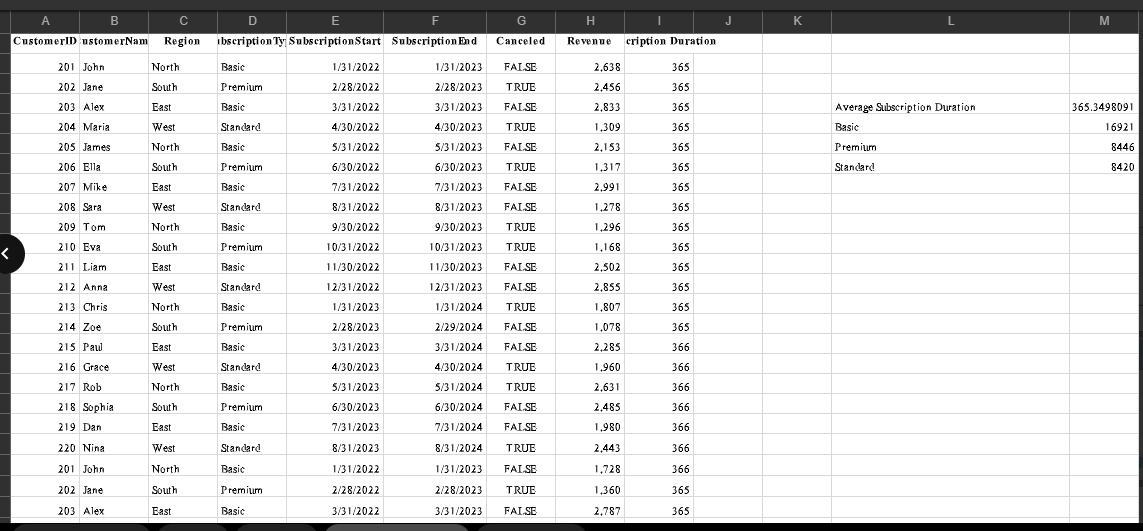 A B C D E F G H I J K L M
CustomerID ustomerNam Region ubscriptionTy SubscriptionStart SubscriptionEnd Canceled Revenue cription Duration
201 John North Basic 1/31/2022 1/31/2023 FALSE 2,638 365
202 Jane South Premium 2/28/2022 2/28/2023 TRUE 2,456 365
203 Alex East Basic 3/31/2022 3/31/2023 FALSE 2,833 365 Average Subscription Duration 365.3498091
204 Maria West Standard 4/30/2022 4/30/2023 TRUE 1,309 365 Basic 16921
205 James North Basic 5/31/2022 5/31/2023 FALSE 2,153 365 Premium 8446
206 Ella South Premium 6/30/2022 6/30/2023 TRUE 1,317 365 Standard 8420
207 Mike East Basic 7/31/2022 7/31/2023 FALSE 2,991 365
208 Sara West Standard 8/31/2022 8/31/2023 FALSE 1,278 365
209 Tom North Basic 9/30/2022 9/30/2023 TRUE 1,296 365
210 Eva South Premium 10/31/2022 10/31/2023 TRUE 1,168 365
211 Liam East Basic 11/30/2022 11/30/2023 FALSE 2,502 365
212 Anna West Standard 12/31/2022 12/31/2023 FALSE 2,855 365
213 Chris North Basic 1/31/2023 1/31/2024 TRUE 1,807 365
214 Zoe South Premium 2/28/2023 2/29/2024 FALSE 1,078 365
215 Paul East Basic 3/31/2023 3/31/2024 FALSE 2,285 366
216 Grace West Standard 4/30/2023 4/30/2024 TRUE 1,960 366
217 Rob North Basic 5/31/2023 5/31/2024 TRUE 2,631 366
218 Sophia South Premium 6/30/2023 6/30/2024 FALSE 2,485 366
219 Dan East Basic 7/31/2023 7/31/2024 FALSE 1,980 366
220 Nina West Standard 8/31/2023 8/31/2024 TRUE 2,443 366
201 John North Basic 1/31/2022 1/31/2023 FALSE 1,728 366
202 Jane South Premium 2/28/2022 2/28/2023 TRUE 1,360 365
203 Alex East Basic 3/31/2022 3/31/2023 FALSE 2,787 365